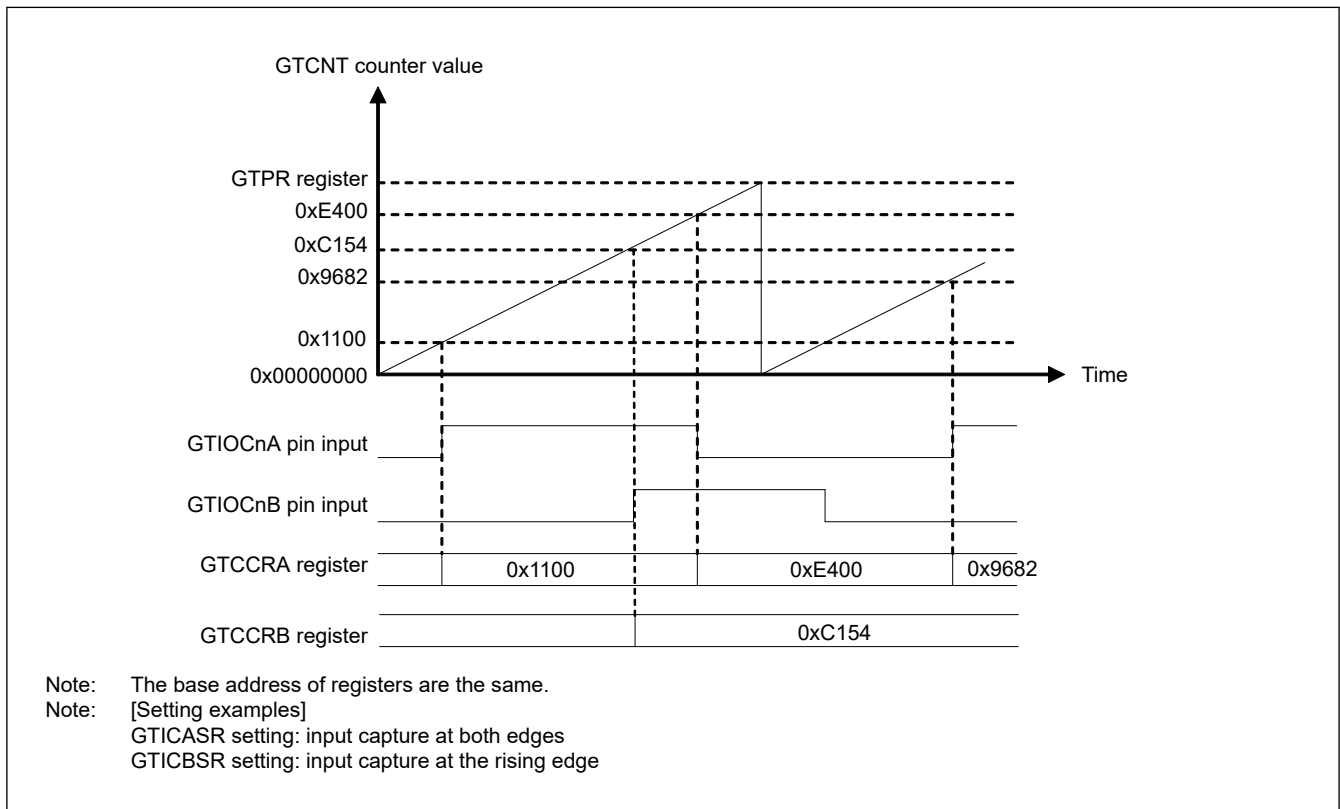 GTCNT counter value
GTPR register
0xE400
0xC154
0x9682
0x1100
0x00000000
Time
GTIOCnA pin input
GTIOCnB pin input
GTCCRA register
0x1100
0xE400
0x9682
GTCCRB register
0xC154
Note: The base address of registers are the same.
Note: [Setting examples]
GTICASR setting: input capture at both edges
GTICBSR setting: input capture at the rising edge